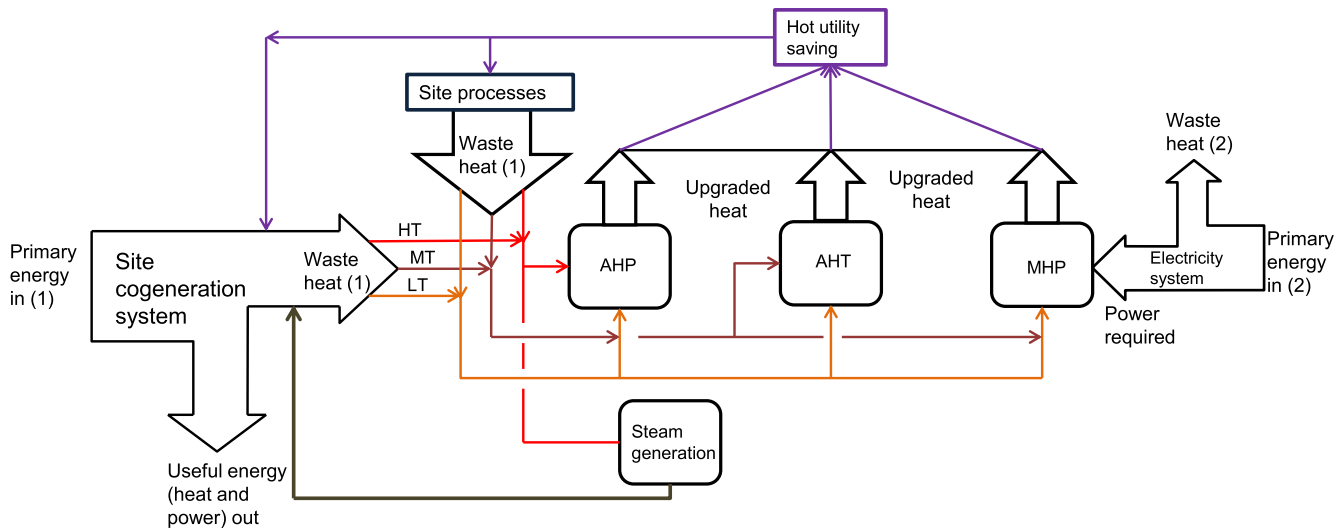 Hot utility
saving
Site processes
Waste
heat (1)
Waste
heat (2)
Upgraded
heat
Upgraded
heat
HT
MT
LT
Primary
energy
in (1)
Site
cogeneration
system
Waste
heat (1)
AHP
AHT
MHP
Electricity
system
Primary
energy
in (2)
Power
required
Steam
generation
Useful energy
(heat and
power) out